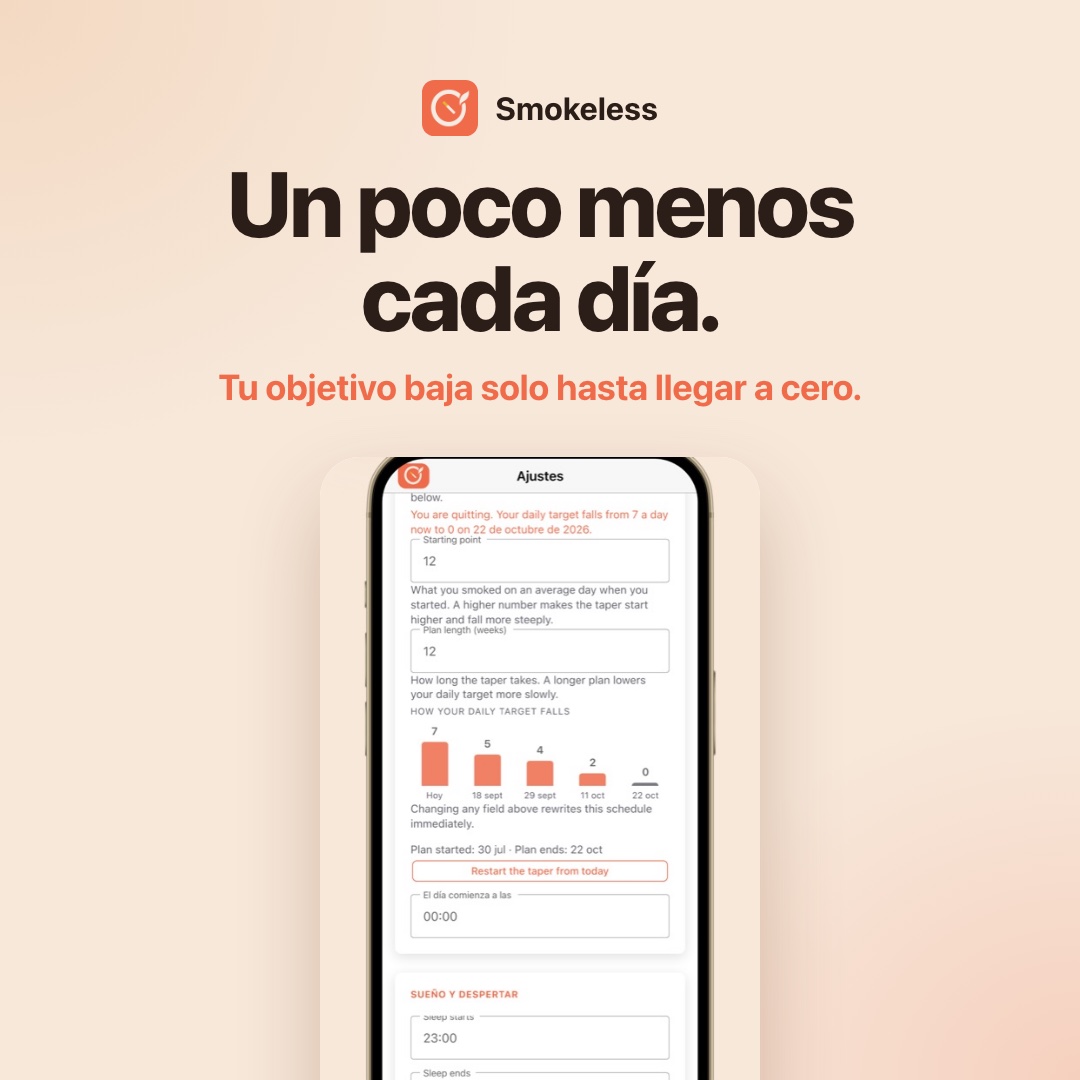 Smokeless
Un poco menos
cada día.
Tu objetivo baja solo hasta llegar a cero.
Ajustes
below.
You are quitting. Your daily target falls from 7 a day
now to 0 on 22 de octubre de 2026.
Starting point
12
What you smoked on an average day when you
started. A higher number makes the taper start
higher and fall more steeply.
Plan length (weeks)
12
How long the taper takes. A longer plan lowers
your daily target more slowly.
HOW YOUR DAILY TARGET FALLS
7 5 4 2 0
Hoy 18 sept 29 sept 11 oct 22 oct
Changing any field above rewrites this schedule
immediately.
Plan started: 30 jul · Plan ends: 22 oct
Restart the taper from today
El día comienza a las
00:00
SUEÑO Y DESPERTAR
Sleep starts
23:00
Sleep ends